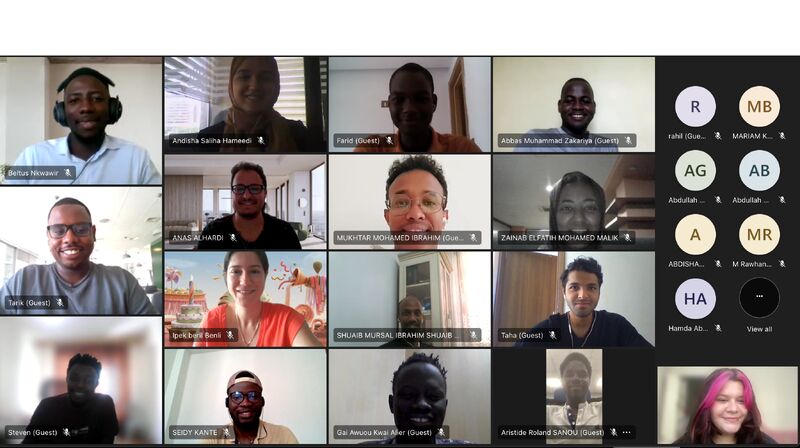 Beltus Nkwawir
Andisha Saliha Hameedi
Farid (Guest)
Abbas Muhammad Zakariya (Guest)
R
MB
rahil (Gue...
MARIAM K...
AG
AB
Abdullah ...
Abdullah ...
ANAS ALHARDI
MUKHTAR MOHAMED IBRAHIM (Gue...
ZAINAB ELFATIH MOHAMED MALIK
A
MR
ABDISHA...
M Rawhan...
Tarik (Guest)
Ipek beril Benli
SHUAIB MURSAL IBRAHIM SHUAIB ...
Taha (Guest)
HA
...
Hamda Ab...
View all
Steven (Guest)
SEIDY KANTE
Gai Awuou Kwai Alier (Guest)
Aristide Roland SANOU (Guest)